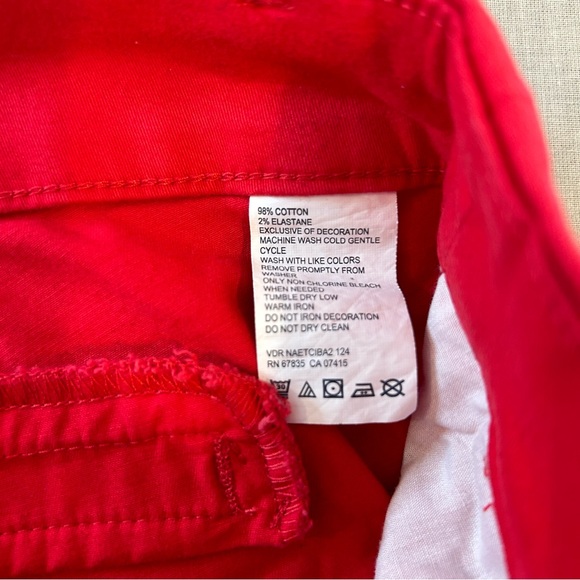 98% COTTON
2% ELASTANE
EXCLUSIVE OF DECORATION
MACHINE WASH COLD GENTLE
CYCLE
WASH WITH LIKE COLORS
REMOVE PROMPTLY FROM
WASHER
ONLY NON CHLORINE BLEACH
WHEN NEEDED
TUMBLE DRY LOW
WARM IRON
DO NOT IRON DECORATION
DO NOT DRY CLEAN
VDR NAETCIBA2 124
RN 67835 CA 07415
30